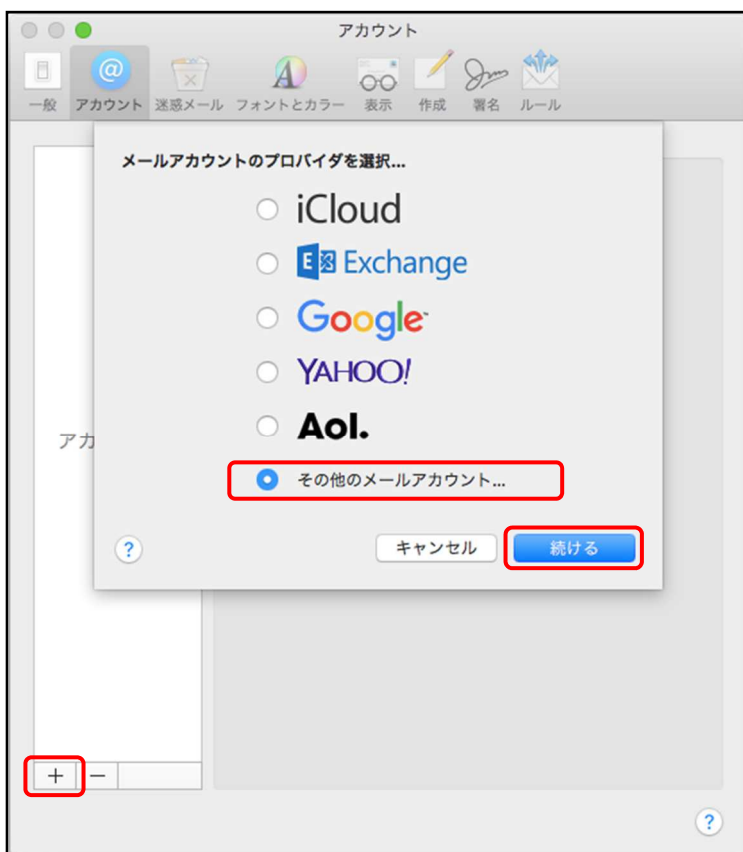 アカウント
一般 アカウント 迷惑メール フォントとカラー 表示 作成 署名 ルール
メールアカウントのプロバイダを選択...
iCloud
E Exchange
Google™
YAHOO!
Aol.
アカ
その他のメールアカウント...
? キャンセル 続ける
+ −
?